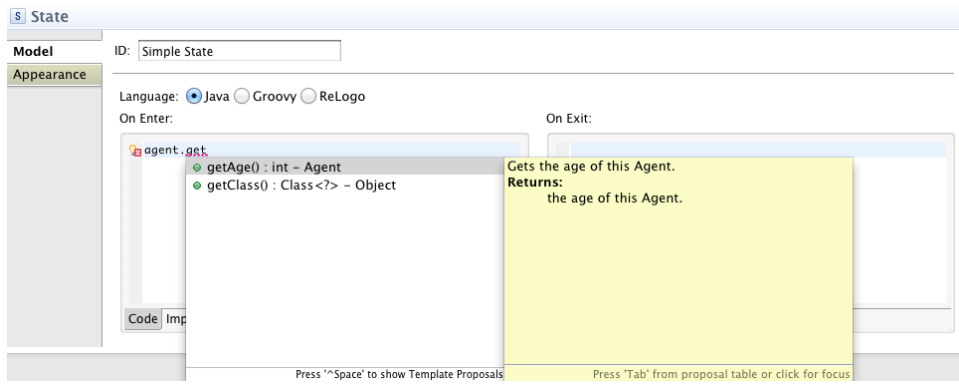 S State
Model
ID: Simple State
Appearance
Language: Java Groovy ReLogo
On Enter: On Exit:
agent.get
getAge() : int – Agent
getClass() : Class<?> – Object
Gets the age of this Agent.
Returns:
the age of this Agent.
Code Imp
Press '^Space' to show Template Proposals
Press 'Tab' from proposal table or click for focus